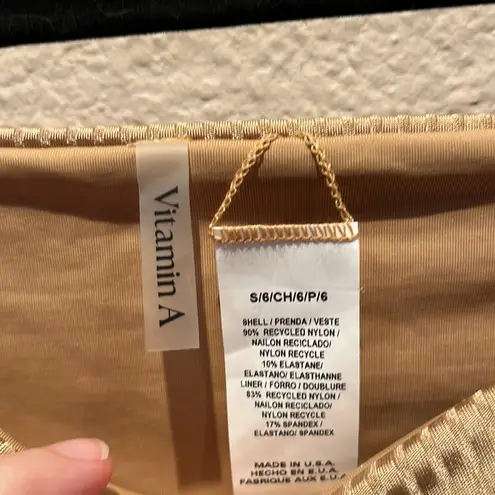 Vitamin A
S/6/CH/6/P/6
SHELL / PRENDA / VESTE
90% RECYCLED NYLON /
NAILON RECICLADO/
NYLON RECYCLE
10% ELASTANE/
ELASTANO/ ELASTHANNE
LINER / FORRO / DOUBLURE
83% RECYCLED NYLON /
NAILON RECICLADO/
NYLON RECYCLE
17% SPANDEX /
ELASTANO/ SPANDEX
MADE IN U.S.A.
HECHO EN E.U.A.
FABRIQUE AUX E.U.